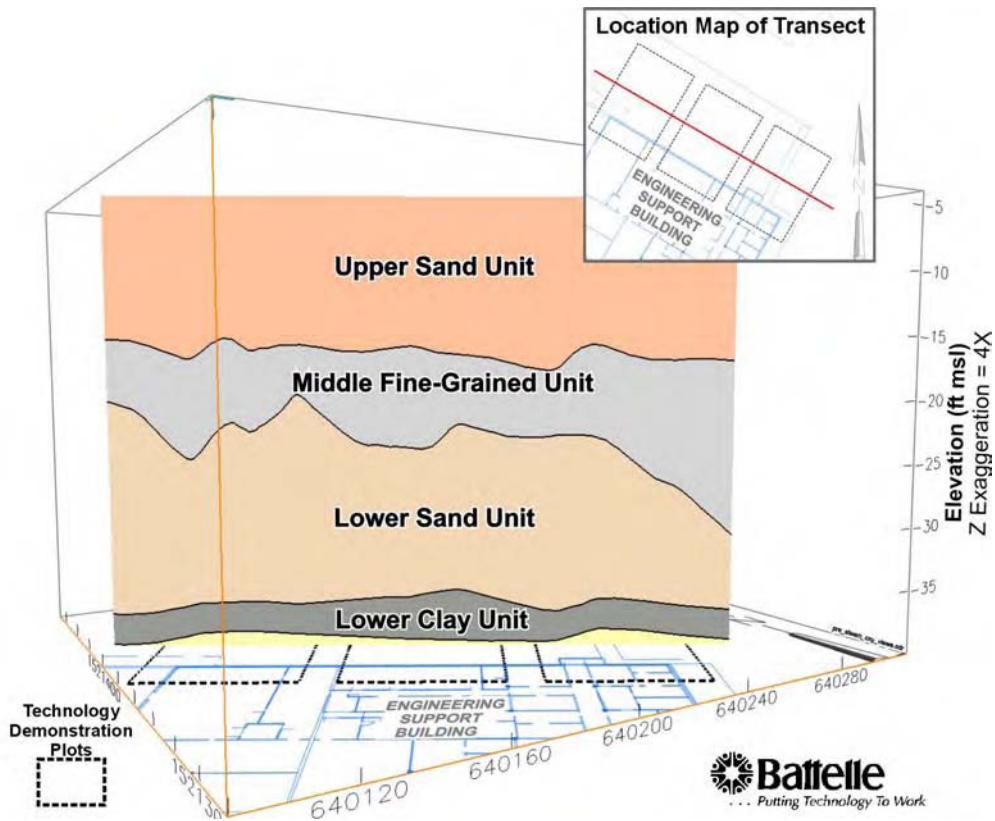 Location Map of Transect
ENGINEERING
SUPPORT
BUILDING
Upper Sand Unit
Middle Fine-Grained Unit
Lower Sand Unit
Lower Clay Unit
-5
-10
-15
-20
-25
-30
-35
Elevation (ft msl)
Z Exaggeration = 4X
ENGINEERING
SUPPORT
BUILDING
Technology
Demonstration
Plots
1521130
640120
640160
640200
640240
640280
Battelle
... Putting Technology To Work